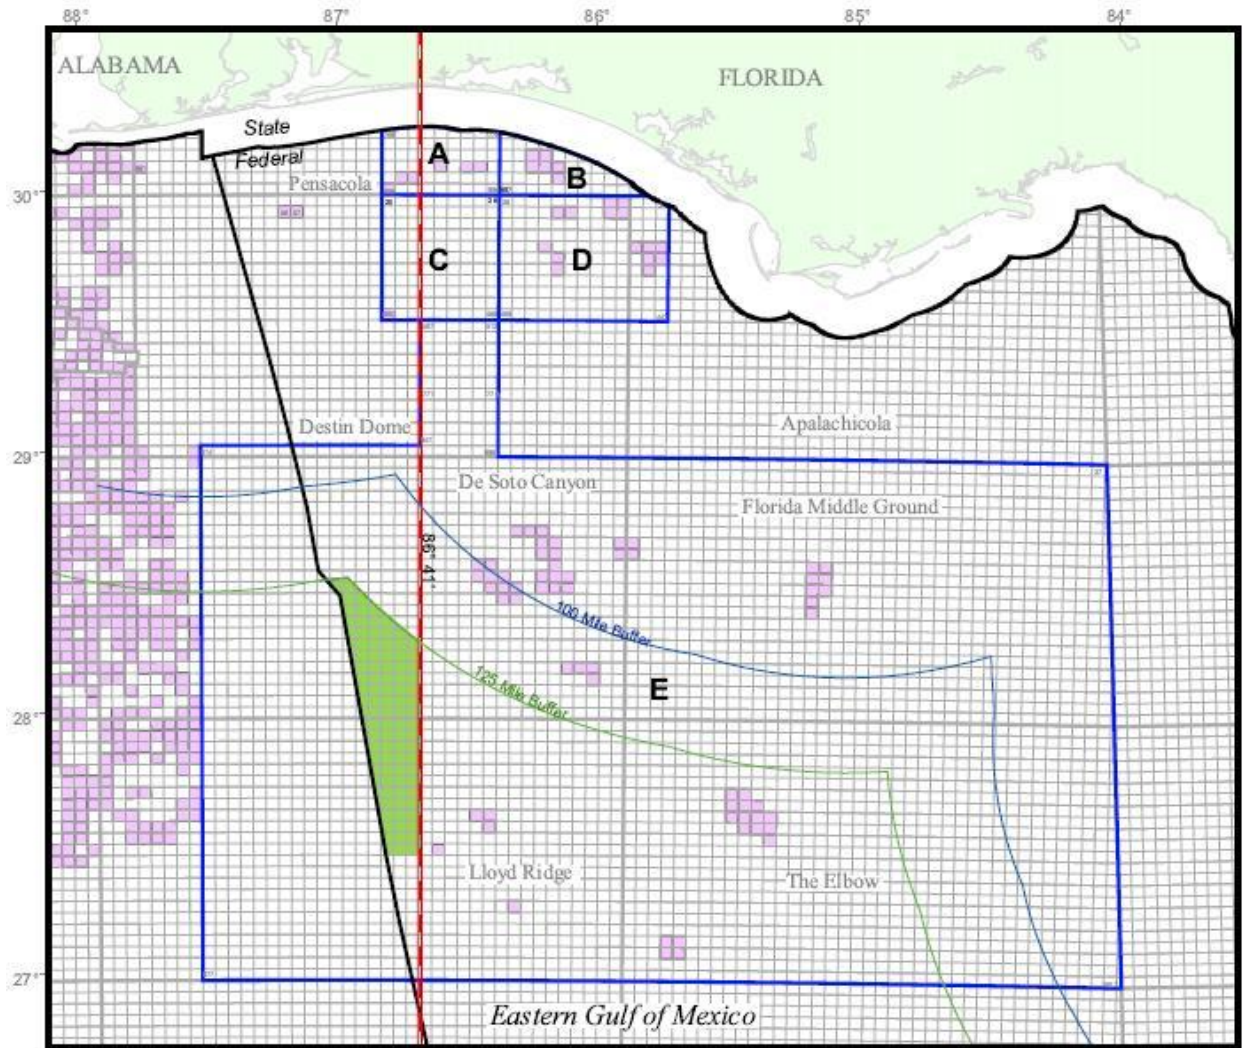 88° 87° 86° 85° 84°
ALABAMA
FLORIDA
State
Federal
A
B
Pensacola
30°
C
D
Destin Dome
Apalachicola
29°
De Soto Canyon
Florida Middle Ground
86° 41'
100 Mile Buffer
125 Mile Buffer
E
28°
Lloyd Ridge
The Elbow
27°
Eastern Gulf of Mexico